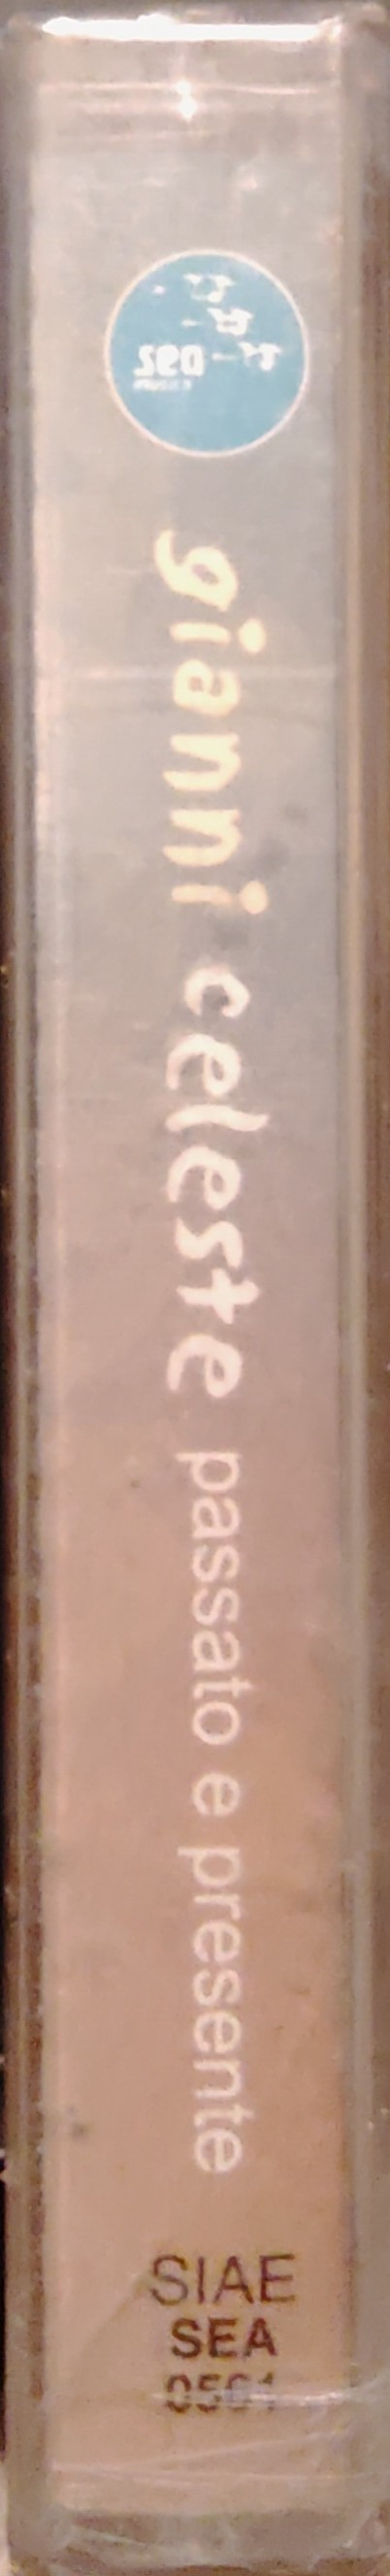 sea
gianni celeste passato e presente
SIAE
SEA